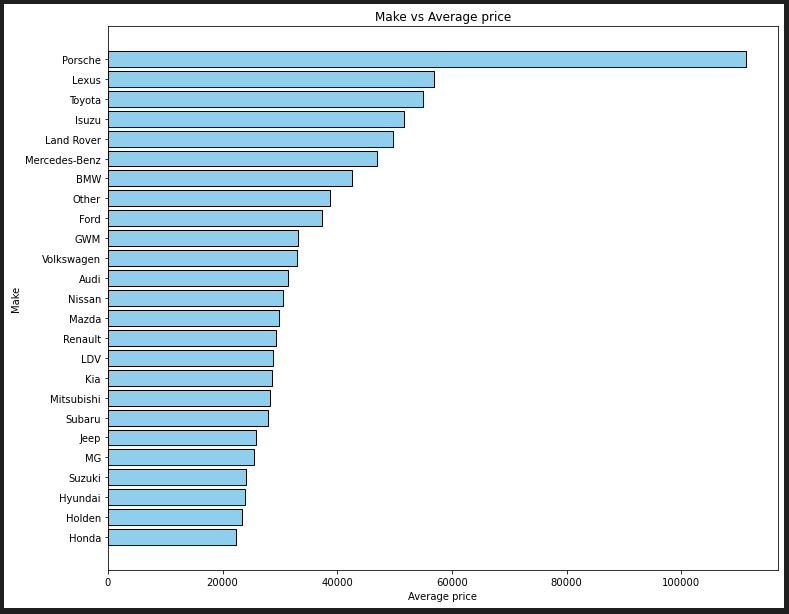 Make vs Average price
Porsche
Lexus
Toyota
Isuzu
Land Rover
Mercedes-Benz
BMW
Other
Ford
GWM
Volkswagen
Audi
Nissan
Mazda
Renault
LDV
Kia
Mitsubishi
Subaru
Jeep
MG
Suzuki
Hyundai
Holden
Honda
Make
0 20000 40000 60000 80000 100000
Average price